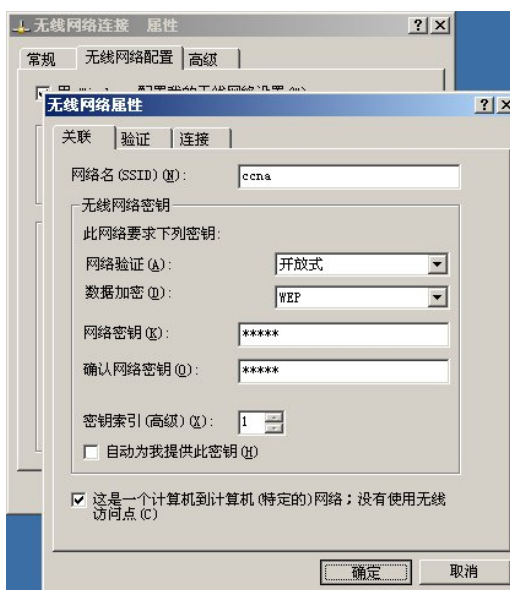 无线网络连接 属性
常规 无线网络配置 高级
无线网络属性
关联 验证 连接
网络名(SSID)(N): ccna
无线网络密钥
此网络要求下列密钥:
网络验证(A): 开放式
数据加密(D): WEP
网络密钥(K): *****
确认网络密钥(O): *****
密钥索引(高级)(X): 1
自动为我提供此密钥(H)
这是一个计算机到计算机(特定的)网络；没有使用无线
访问点(C)
确定 取消